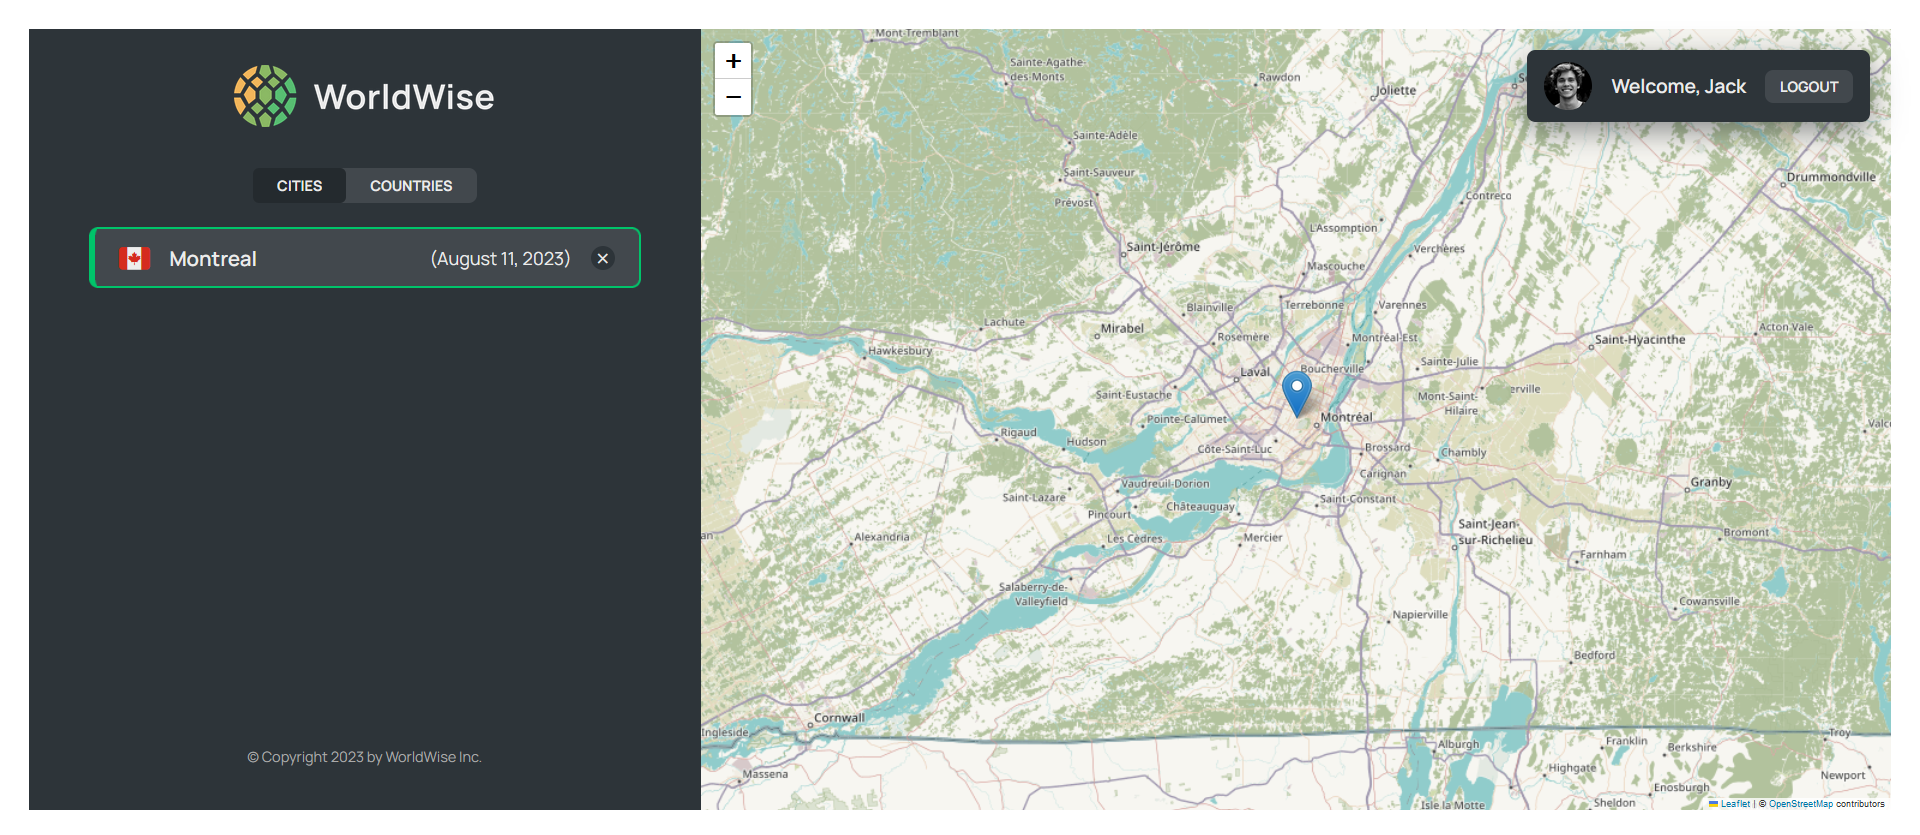 WorldWise
CITIES
COUNTRIES
Montreal
(August 11, 2023)
×
© Copyright 2023 by WorldWise Inc.
+
−
Welcome, Jack
LOGOUT
Mont-Tremblant
Sainte-Agathe-
des-Monts
Rawdon
Joliette
Sainte-Adèle
Saint-Sauveur
Prévost
Drummondville
Contreco
L'Assomption
Saint-Jérôme
Verchères
Mascouche
Blainville
Terrebonne
Varennes
Lachute
Mirabel
Acton Vale
Rosemère
Montréal-Est
Saint-Hyacinthe
Hawkesbury
Sainte-Julie
Laval
Boucherville
erville
Saint-Eustache
Mont-Saint-
Hilaire
Pointe-Calumet
Montréal
Valc
Rigaud
Hudson
Côte-Saint-Luc
Brossard
Chambly
Carignan
Vaudreuil-Dorion
Granby
Saint-Lazare
Saint-Constant
Châteauguay
Pincourt
Saint-Jean-
sur-Richelieu
an
Alexandria
Les Cèdres
Mercier
Bromont
Farnham
Salaberry-de-
Valleyfield
Cowansville
Napierville
Bedford
Cornwall
Ingleside
Alburgh
Franklin
Berkshire
Troy
Massena
Highgate
Newport
Enosburgh
Isle la Motte
Sheldon
Leaflet | © OpenStreetMap contributors